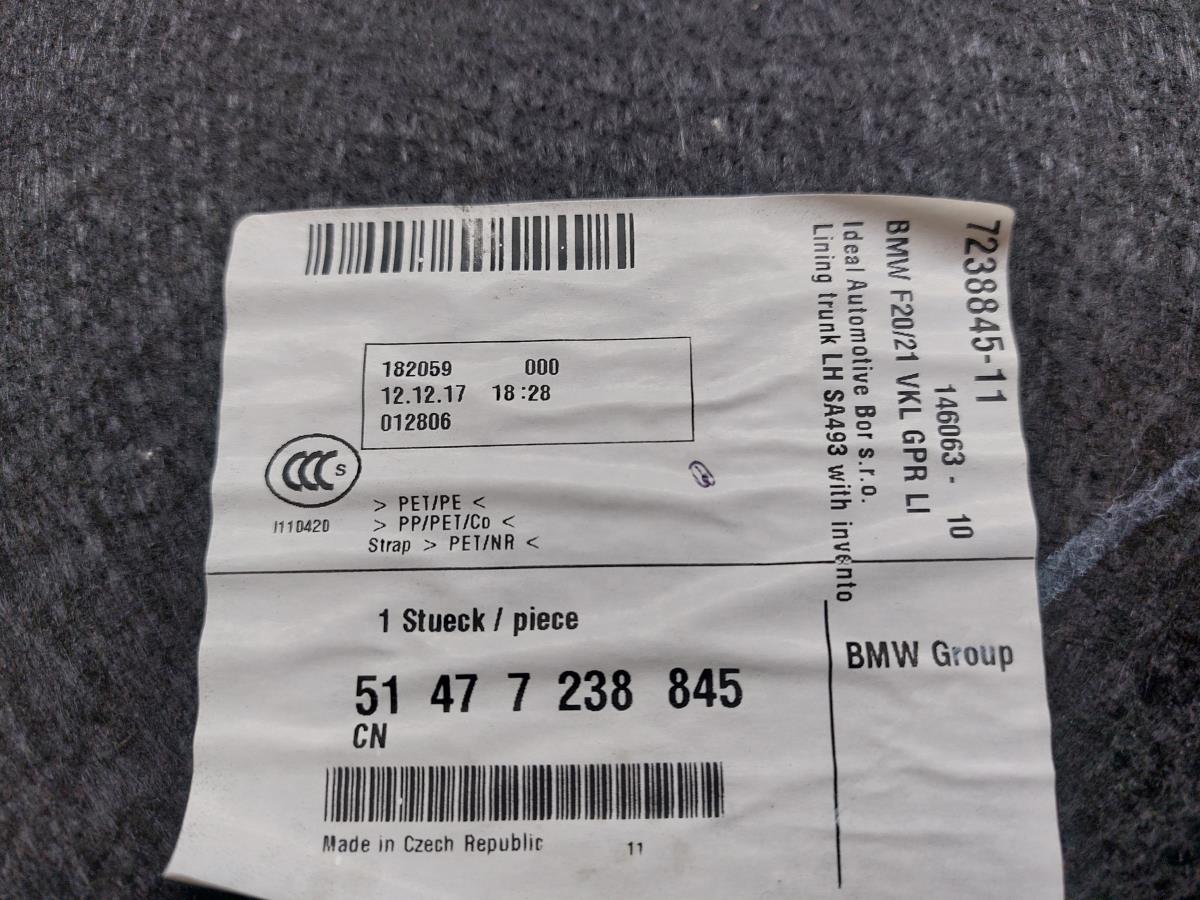 182059 000
12.12.17 18:28
012806
CCC S
I110420
> PET/PE <
> PP/PET/Co <
Strap > PET/NR <
7238845-11
146063 - 10
BMW F20/21 VKL GPR LI
Ideal Automotive Bor s.r.o.
Lining trunk LH SA493 with invento
1 Stueck / piece
51 47 7 238 845
CN
Made in Czech Republic 11
BMW Group